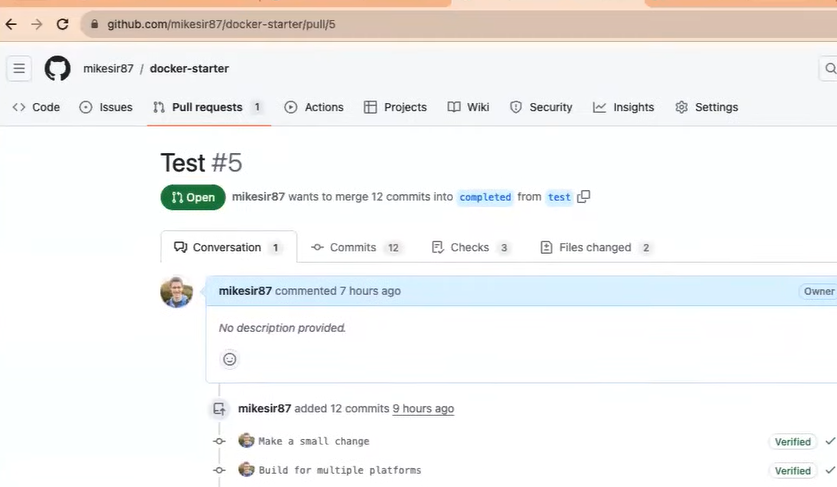 github.com/mikesir87/docker-starter/pull/5
mikesir87 / docker-starter
Code Issues Pull requests 1 Actions Projects Wiki Security Insights Settings
Test #5
Open mikesir87 wants to merge 12 commits into completed from test
Conversation 1 Commits 12 Checks 3 Files changed 2
mikesir87 commented 7 hours ago Owner
No description provided.
mikesir87 added 12 commits 9 hours ago
Make a small change Verified
Build for multiple platforms Verified